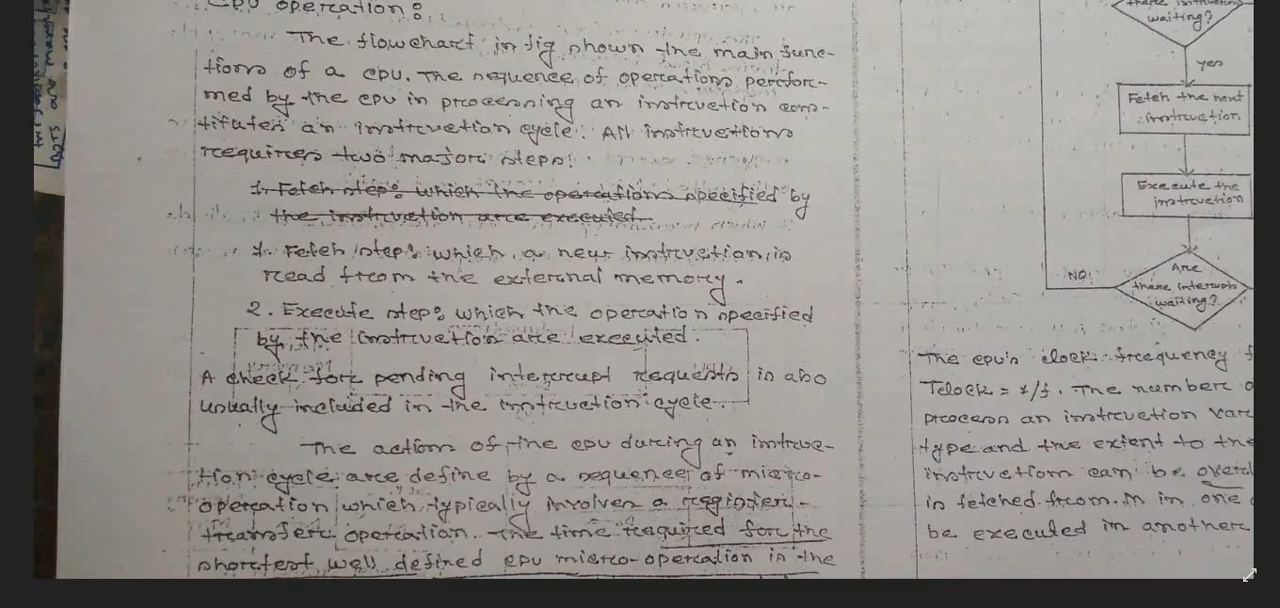 CPU operation:
The flowchart in fig shown the main func-
tions of a cpu. The sequence of operations perfor-
med by the cpu in processing an instruction cons-
titutes an instruction cycle. All instructions
requires two major steps:
1. Fetch step: which the operations specified by
the instruction are executed.
1. Fetch step: which a new instruction is
read from the external memory.
2. Execute step: which the operation specified
by the instruction are executed.
A check for pending interrupt requests is also
usually included in the instruction cycle.
The action of the cpu during an instruc-
tion cycle are define by a sequence of micro-
operation which typically involves a register
transfer operation. The time required for the
shortest well defined cpu micro-operation is the
waiting?
yes
Fetch the next
instruction
Execute the
instruction
NO
Are
there interrupts
waiting?
The cpu's clock frequency f
Tclock = 1/f. The number o
process an instruction var
type and the extent to the
instruction can be overl
is fetched from M in one
be executed in another